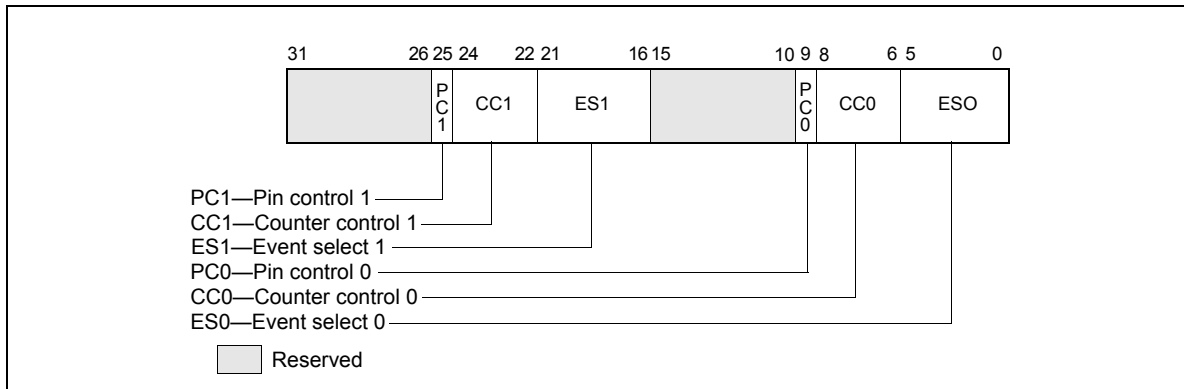 31 26 25 24 22 21 16 15 10 9 8 6 5 0
PC1 CC1 ES1 PC0 CC0 ESO
PC1—Pin control 1
CC1—Counter control 1
ES1—Event select 1
PC0—Pin control 0
CC0—Counter control 0
ES0—Event select 0
Reserved